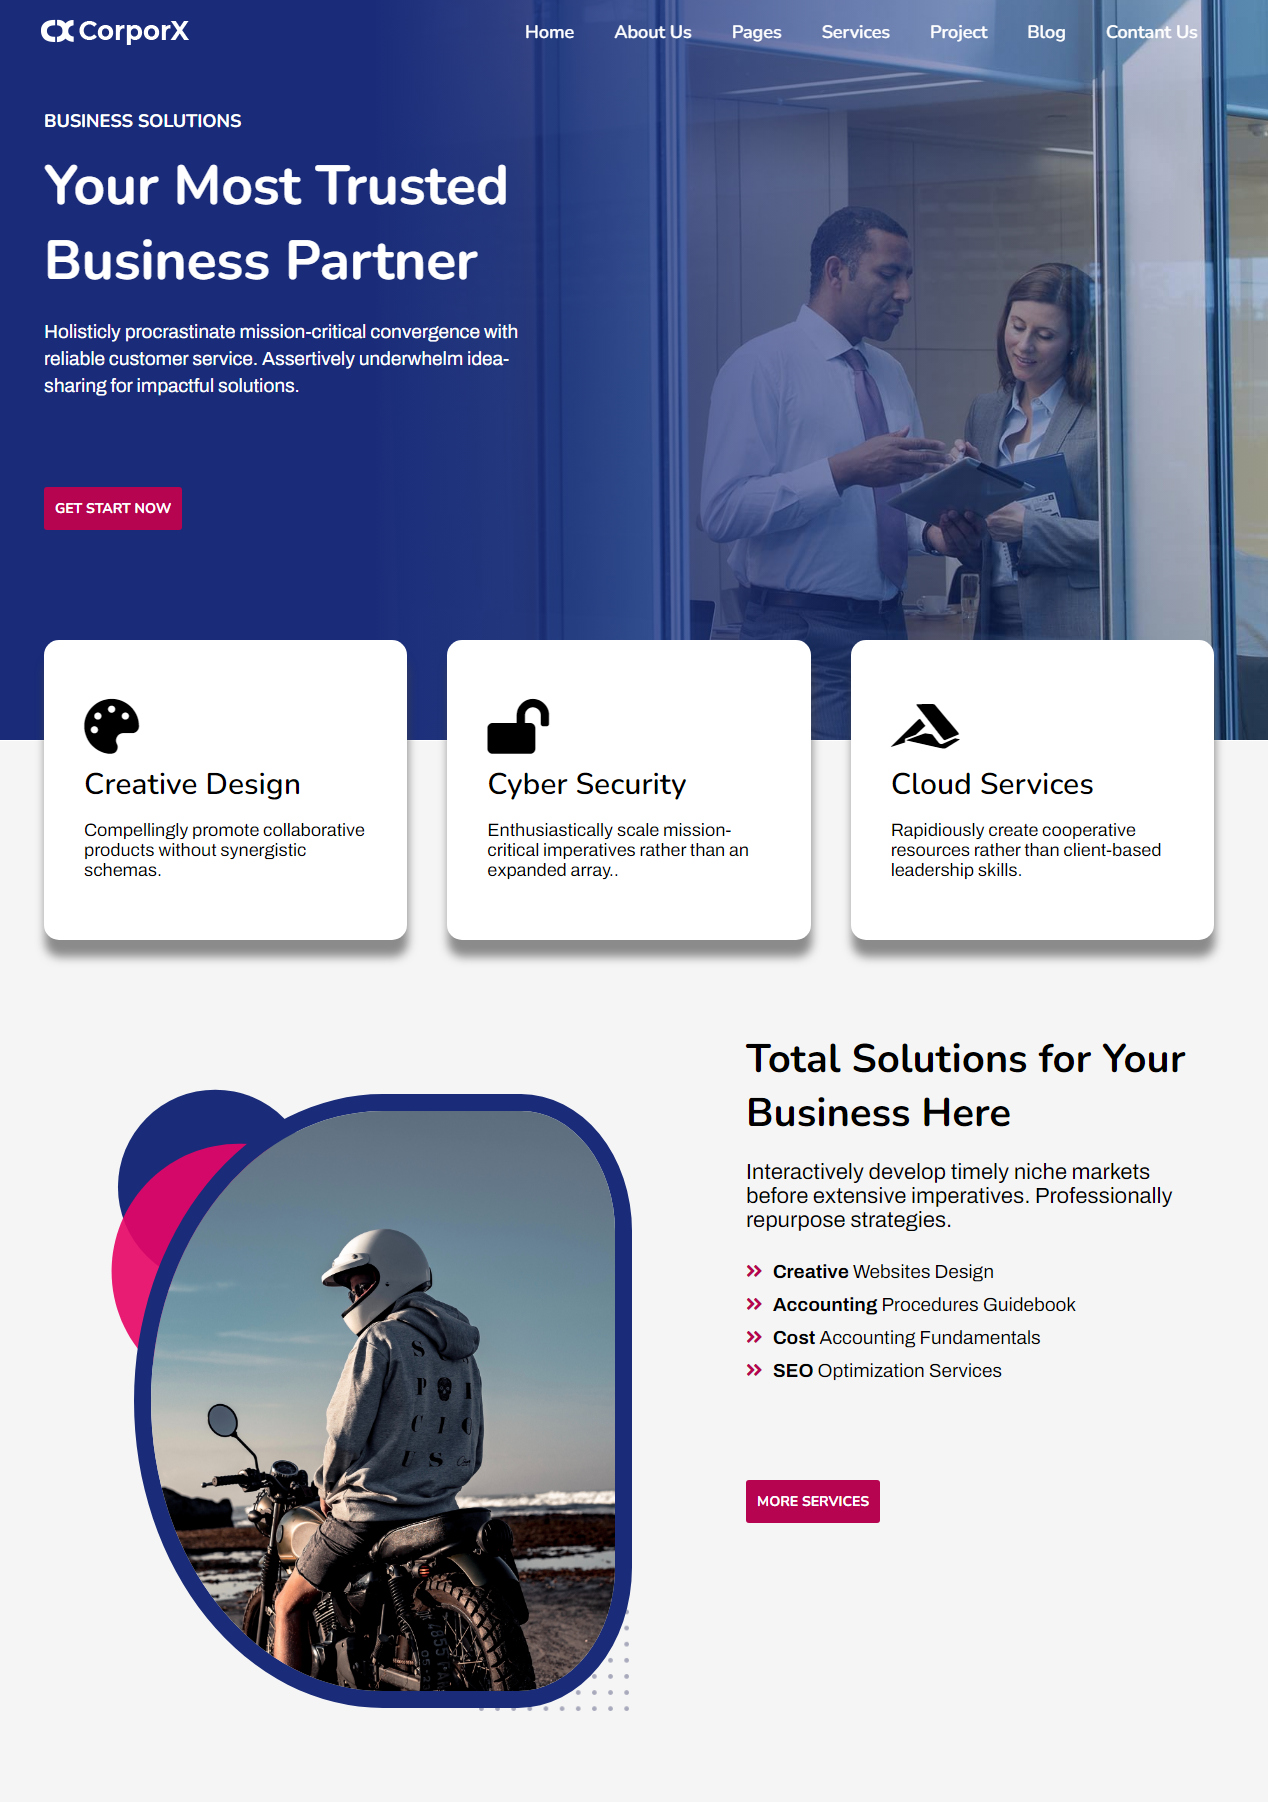 CX CorporX
Home About Us Pages Services Project Blog Contant Us
BUSINESS SOLUTIONS
Your Most Trusted
Business Partner
Holisticly procrastinate mission-critical convergence with
reliable customer service. Assertively underwhelm idea-
sharing for impactful solutions.
GET START NOW
Creative Design
Compellingly promote collaborative
products without synergistic
schemas.
Cyber Security
Enthusiastically scale mission-
critical imperatives rather than an
expanded array..
Cloud Services
Rapidiously create cooperative
resources rather than client-based
leadership skills.
Total Solutions for Your
Business Here
Interactively develop timely niche markets
before extensive imperatives. Professionally
repurpose strategies.
Creative Websites Design
Accounting Procedures Guidebook
Cost Accounting Fundamentals
SEO Optimization Services
MORE SERVICES